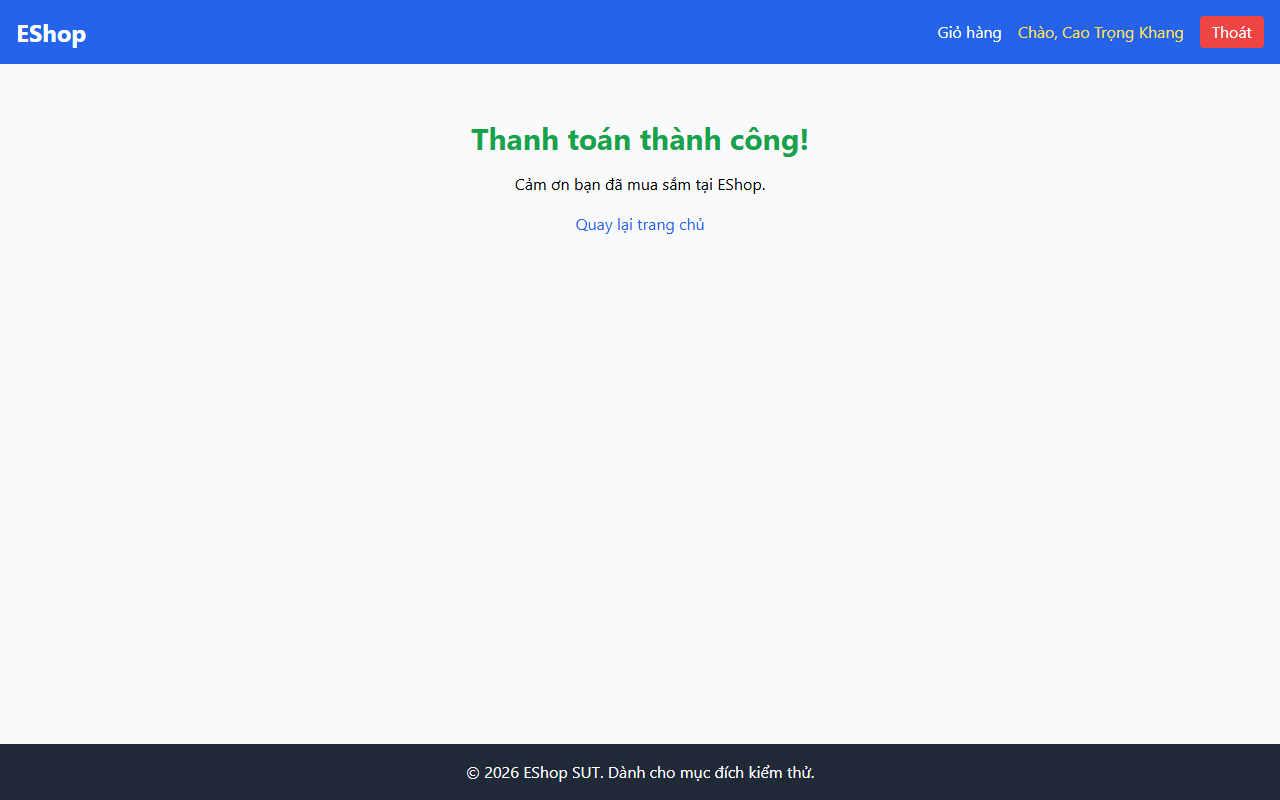 EShop
Giỏ hàng Chào, Cao Trọng Khang Thoát
Thanh toán thành công!
Cảm ơn bạn đã mua sắm tại EShop.
Quay lại trang chủ
© 2026 EShop SUT. Dành cho mục đích kiểm thử.